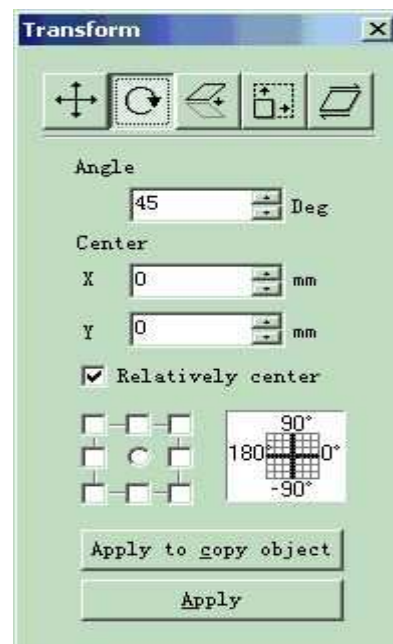 Transform
Angle
45 Deg
Center
X 0 mm
Y 0 mm
Relatively center
90°
180° 0°
-90°
Apply to copy object
Apply